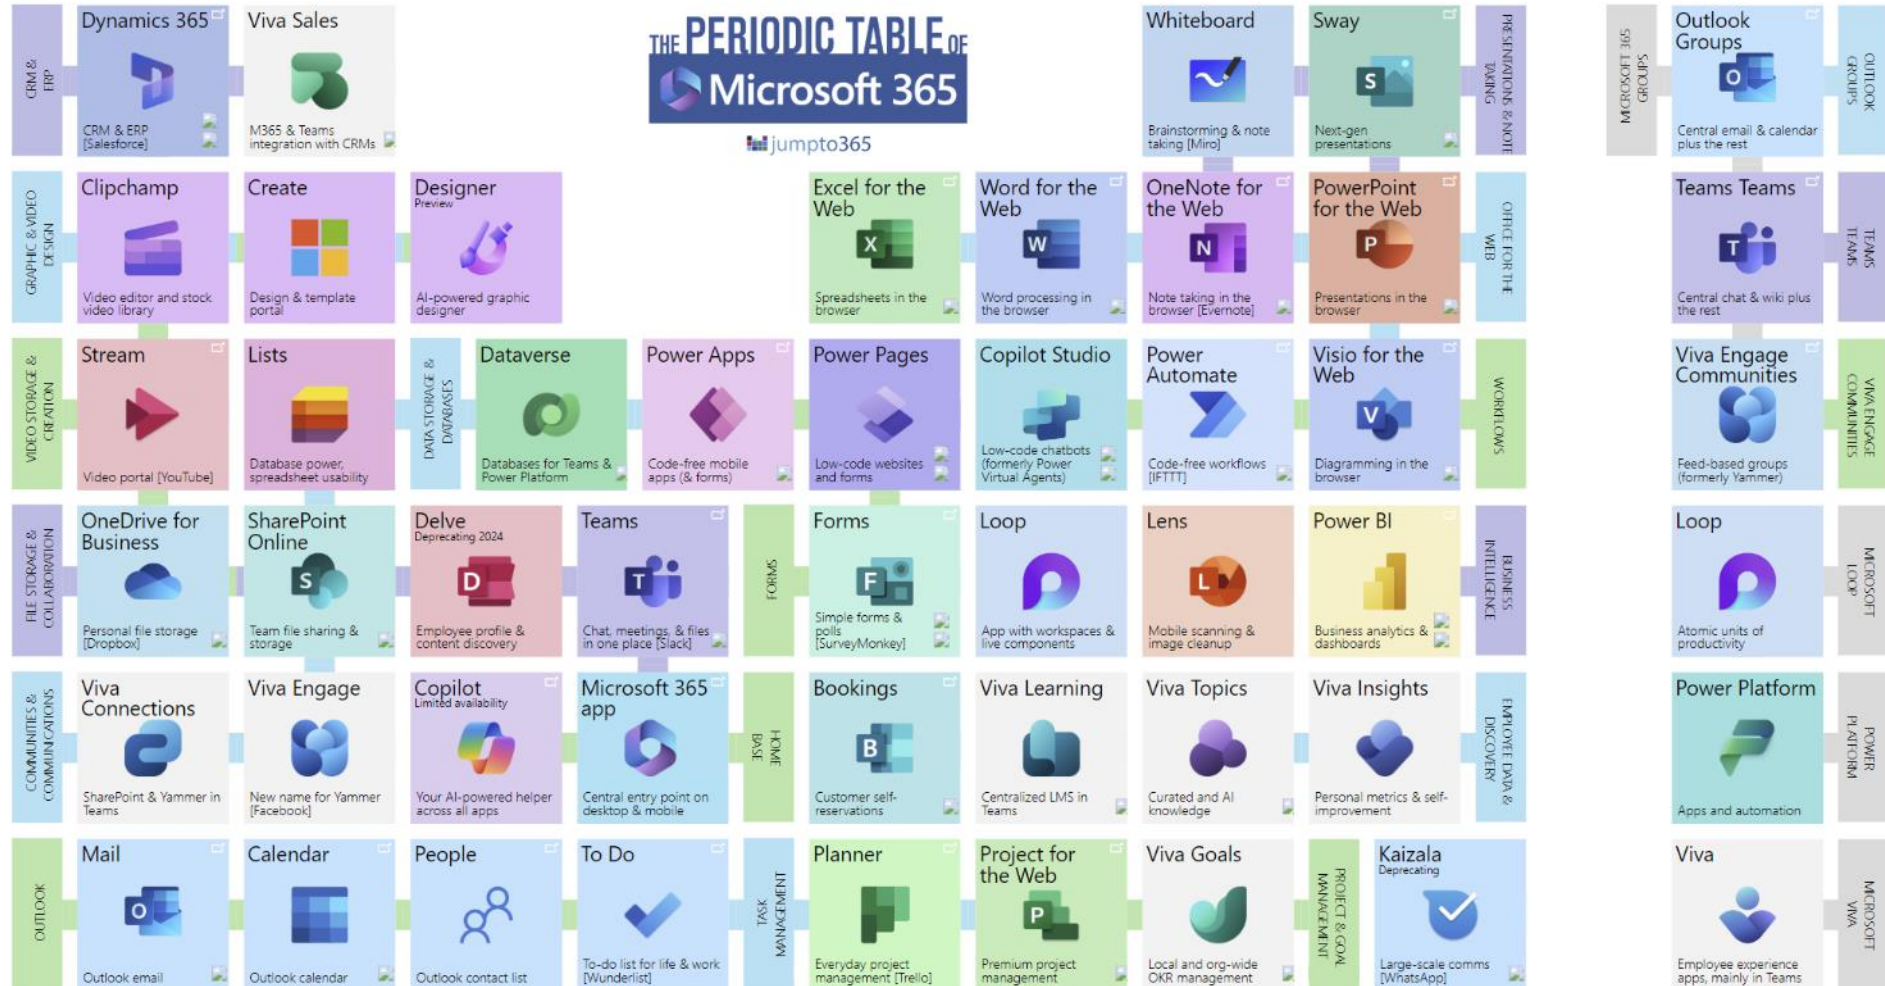 THE PERIODIC TABLE OF
Microsoft 365
jumpto365
CRM &
ERP
Dynamics 365
CRM & ERP
[Salesforce]
Viva Sales
M365 & Teams
integration with CRMs
Whiteboard
Brainstorming & note
taking [Miro]
Sway
S
Next-gen
presentations
PRESENTATIONS & NOTE
TAKING
MICROSOFT 365
GROUPS
Outlook
Groups
O
Central email & calendar
plus the rest
OUTLOOK
GROUPS
GRAPHIC & VIDEO
DESIGN
Clipchamp
Video editor and stock
video library
Create
Design & template
portal
Designer
Preview
AI-powered graphic
designer
Excel for the
Web
X
Spreadsheets in the
browser
Word for the
Web
W
Word processing in
the browser
OneNote for
the Web
N
Note taking in the
browser [Evernote]
PowerPoint
for the Web
P
Presentations in the
browser
OFFICE FOR THE
WEB
Teams Teams
T
Central chat & wiki plus
the rest
TEAMS
TEAMS
VIDEO STORAGE &
CREATION
Stream
Video portal [YouTube]
Lists
Database power,
spreadsheet usability
DATA STORAGE &
DATABASES
Dataverse
Databases for Teams &
Power Platform
Power Apps
Code-free mobile
apps (& forms)
Power Pages
Low-code websites
and forms
Copilot Studio
Low-code chatbots
(formerly Power
Virtual Agents)
Power
Automate
Code-free workflows
[IFTTT]
Visio for the
Web
V
Diagramming in the
browser
WORKFLOWS
Viva Engage
Communities
Feed-based groups
(formerly Yammer)
VIVA ENGAGE
COMMUNITIES
FILE STORAGE &
COLLABORATION
OneDrive for
Business
Personal file storage
[Dropbox]
SharePoint
Online
S
Team file sharing &
storage
Delve
Deprecating 2024
D
Employee profile &
content discovery
Teams
T
Chat, meetings, & files
in one place [Slack]
FORMS
Forms
F
Simple forms &
polls
[SurveyMonkey]
Loop
App with workspaces &
live components
Lens
L
Mobile scanning &
image cleanup
Power BI
Business analytics &
dashboards
BUSINESS
INTELLIGENCE
Loop
Atomic units of
productivity
MICROSOFT
LOOP
COMMUNITIES &
COMMUNICATIONS
Viva
Connections
SharePoint & Yammer in
Teams
Viva Engage
New name for Yammer
[Facebook]
Copilot
Limited availability
Your AI-powered helper
across all apps
Microsoft 365
app
Central entry point on
desktop & mobile
HOME
BASE
Bookings
B
Customer self-
reservations
Viva Learning
Centralized LMS in
Teams
Viva Topics
Curated and AI
knowledge
Viva Insights
Personal metrics & self-
improvement
EMPLOYEE DATA &
DISCOVERY
Power Platform
Apps and automation
POWER
PLATFORM
OUTLOOK
Mail
O
Outlook email
Calendar
Outlook calendar
People
Outlook contact list
To Do
To-do list for life & work
[Wunderlist]
TASK
MANAGEMENT
Planner
Everyday project
management [Trello]
Project for
the Web
P
Premium project
management
Viva Goals
Local and org-wide
OKR management
PROJECT & GOAL
MANAGEMENT
Kaizala
Deprecating
Large-scale comms
[WhatsApp]
Viva
Employee experience
apps, mainly in Teams
MICROSOFT
VIVA